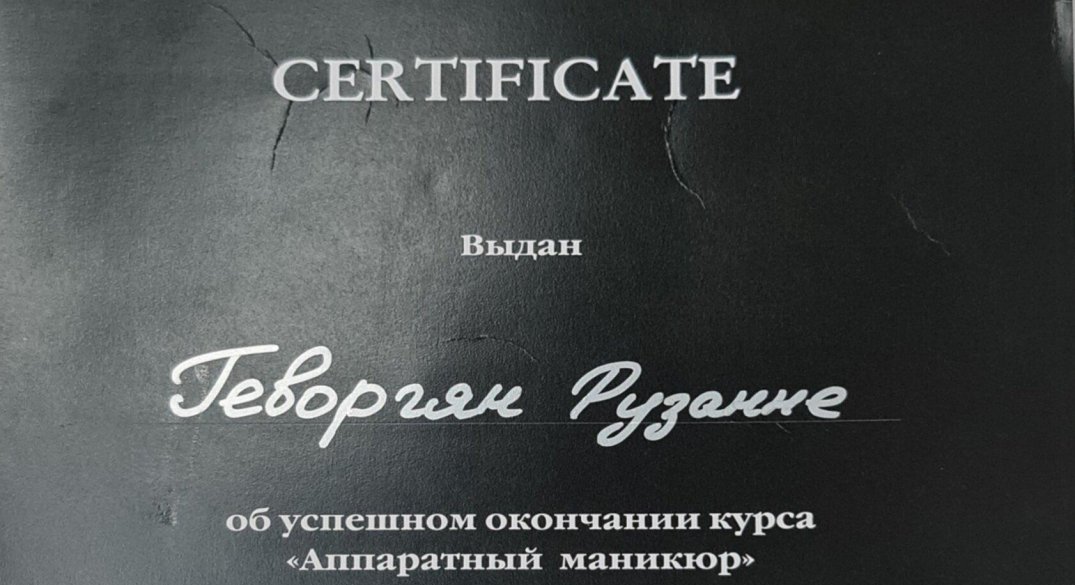 CERTIFICATE
Выдан
Геворгян Рузанне
об успешном окончании курса
«Аппаратный маникюр»